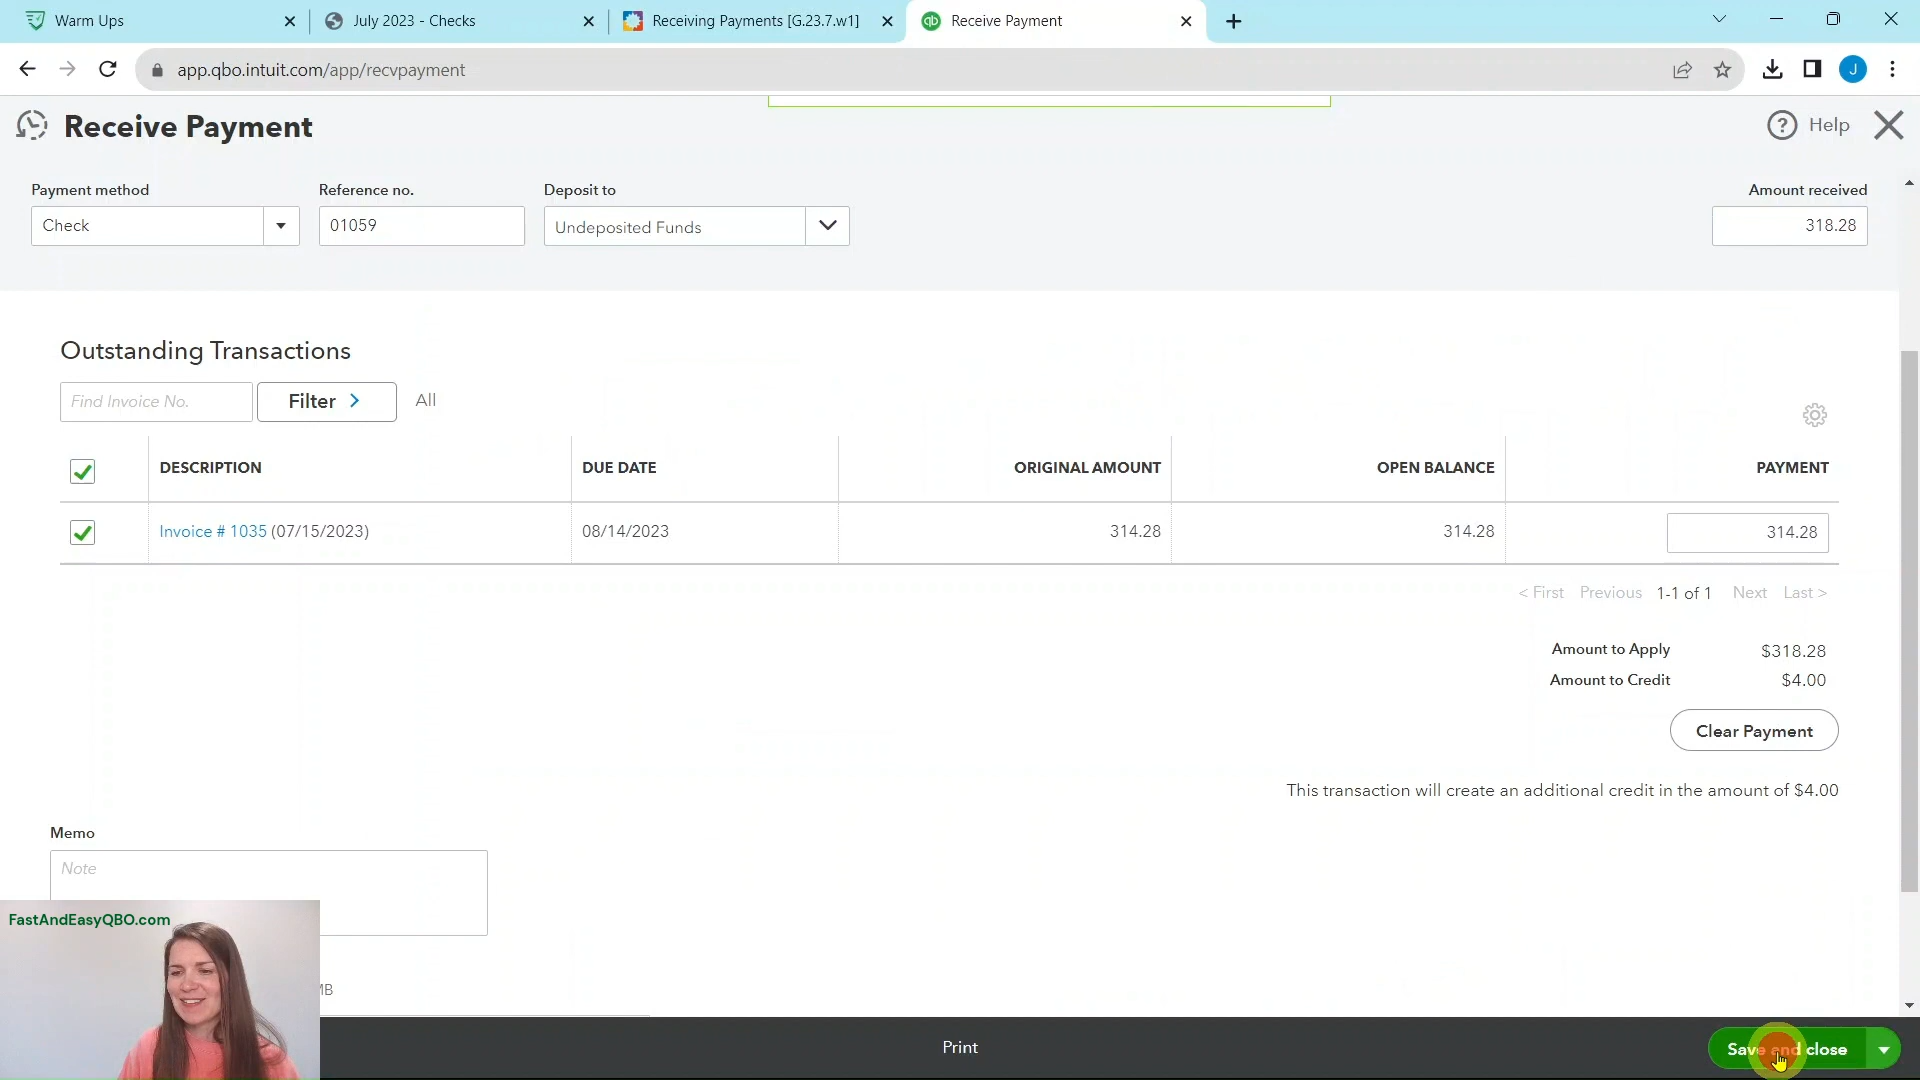 Warm Ups
July 2023 - Checks
Receiving Payments [G.23.7.w1]
Receive Payment
app.qbo.intuit.com/app/recvpayment
J
Receive Payment
Help
Payment method
Reference no.
Deposit to
Amount received
Check
01059
Undeposited Funds
318.28
Outstanding Transactions
Find Invoice No.
Filter >
All
DESCRIPTION
DUE DATE
ORIGINAL AMOUNT
OPEN BALANCE
PAYMENT
Invoice # 1035 (07/15/2023)
08/14/2023
314.28
314.28
314.28
< First Previous 1-1 of 1 Next Last >
Amount to Apply $318.28
Amount to Credit $4.00
Clear Payment
This transaction will create an additional credit in the amount of $4.00
Memo
Note
FastAndEasyQBO.com
MB
Print
Save and close